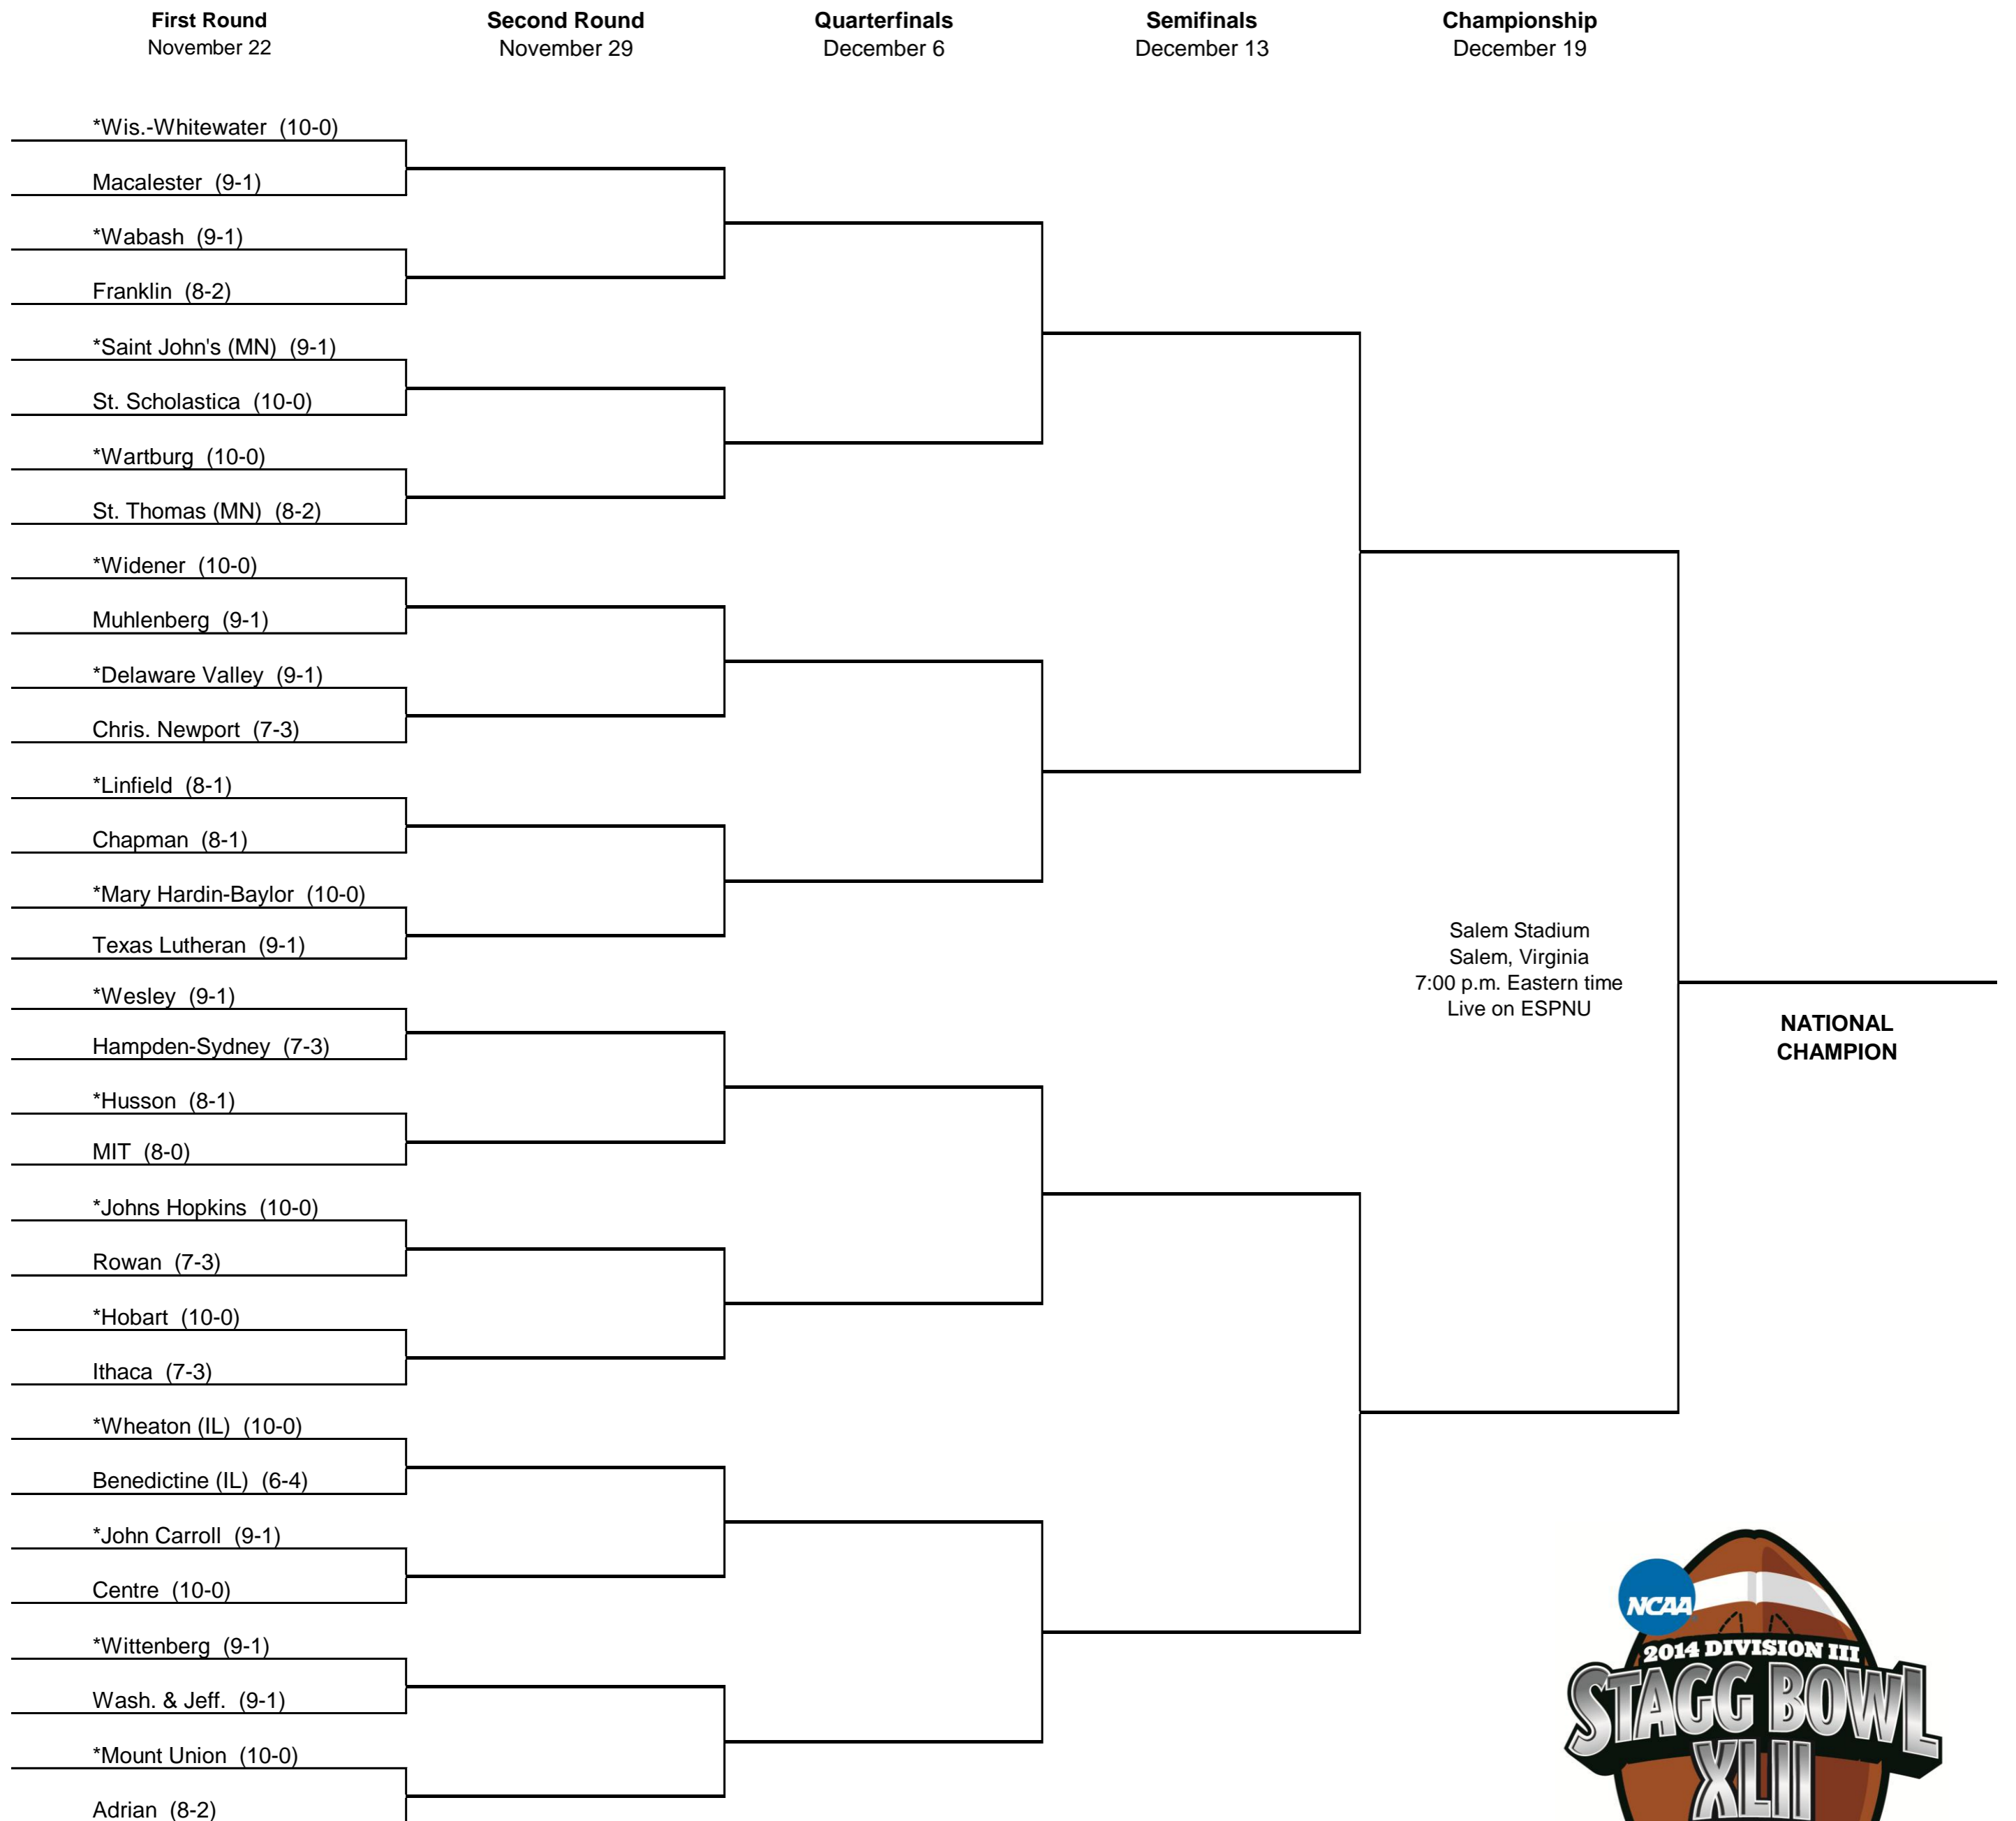 First Round
November 22
Second Round
November 29
Quarterfinals
December 6
Semifinals
December 13
Championship
December 19
*Wis.-Whitewater (10-0)
Macalester (9-1)
*Wabash (9-1)
Franklin (8-2)
*Saint John's (MN) (9-1)
St. Scholastica (10-0)
*Wartburg (10-0)
St. Thomas (MN) (8-2)
*Widener (10-0)
Muhlenberg (9-1)
*Delaware Valley (9-1)
Chris. Newport (7-3)
*Linfield (8-1)
Chapman (8-1)
*Mary Hardin-Baylor (10-0)
Texas Lutheran (9-1)
*Wesley (9-1)
Hampden-Sydney (7-3)
*Husson (8-1)
MIT (8-0)
*Johns Hopkins (10-0)
Rowan (7-3)
*Hobart (10-0)
Ithaca (7-3)
*Wheaton (IL) (10-0)
Benedictine (IL) (6-4)
*John Carroll (9-1)
Centre (10-0)
*Wittenberg (9-1)
Wash. & Jeff. (9-1)
*Mount Union (10-0)
Adrian (8-2)
Salem Stadium
Salem, Virginia
7:00 p.m. Eastern time
Live on ESPNU
NATIONAL
CHAMPION
NCAA
2014 DIVISION III
STAGG BOWL
XLII